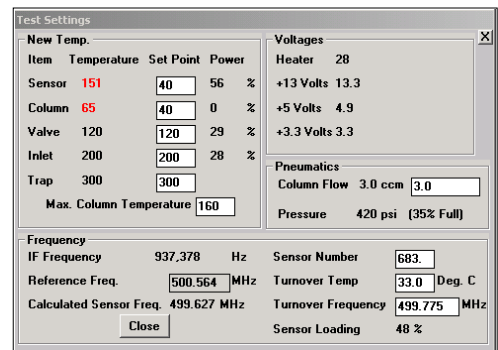 Test Settings
X
New Temp.
Item Temperature Set Point Power
Sensor 151 40 56 %
Column 65 40 0 %
Valve 120 120 29 %
Inlet 200 200 28 %
Trap 300 300
Max. Column Temperature 160
Voltages
Heater 28
+13 Volts 13.3
+5 Volts 4.9
+3.3 Volts 3.3
Pneumatics
Column Flow 3.0 ccm 3.0
Pressure 420 psi (35% Full)
Frequency
IF Frequency 937,378 Hz
Reference Freq. 500.564 MHz
Calculated Sensor Freq. 499.627 MHz
Close
Sensor Number 683.
Turnover Temp 33.0 Deg. C
Turnover Frequency 499.775 MHz
Sensor Loading 48 %